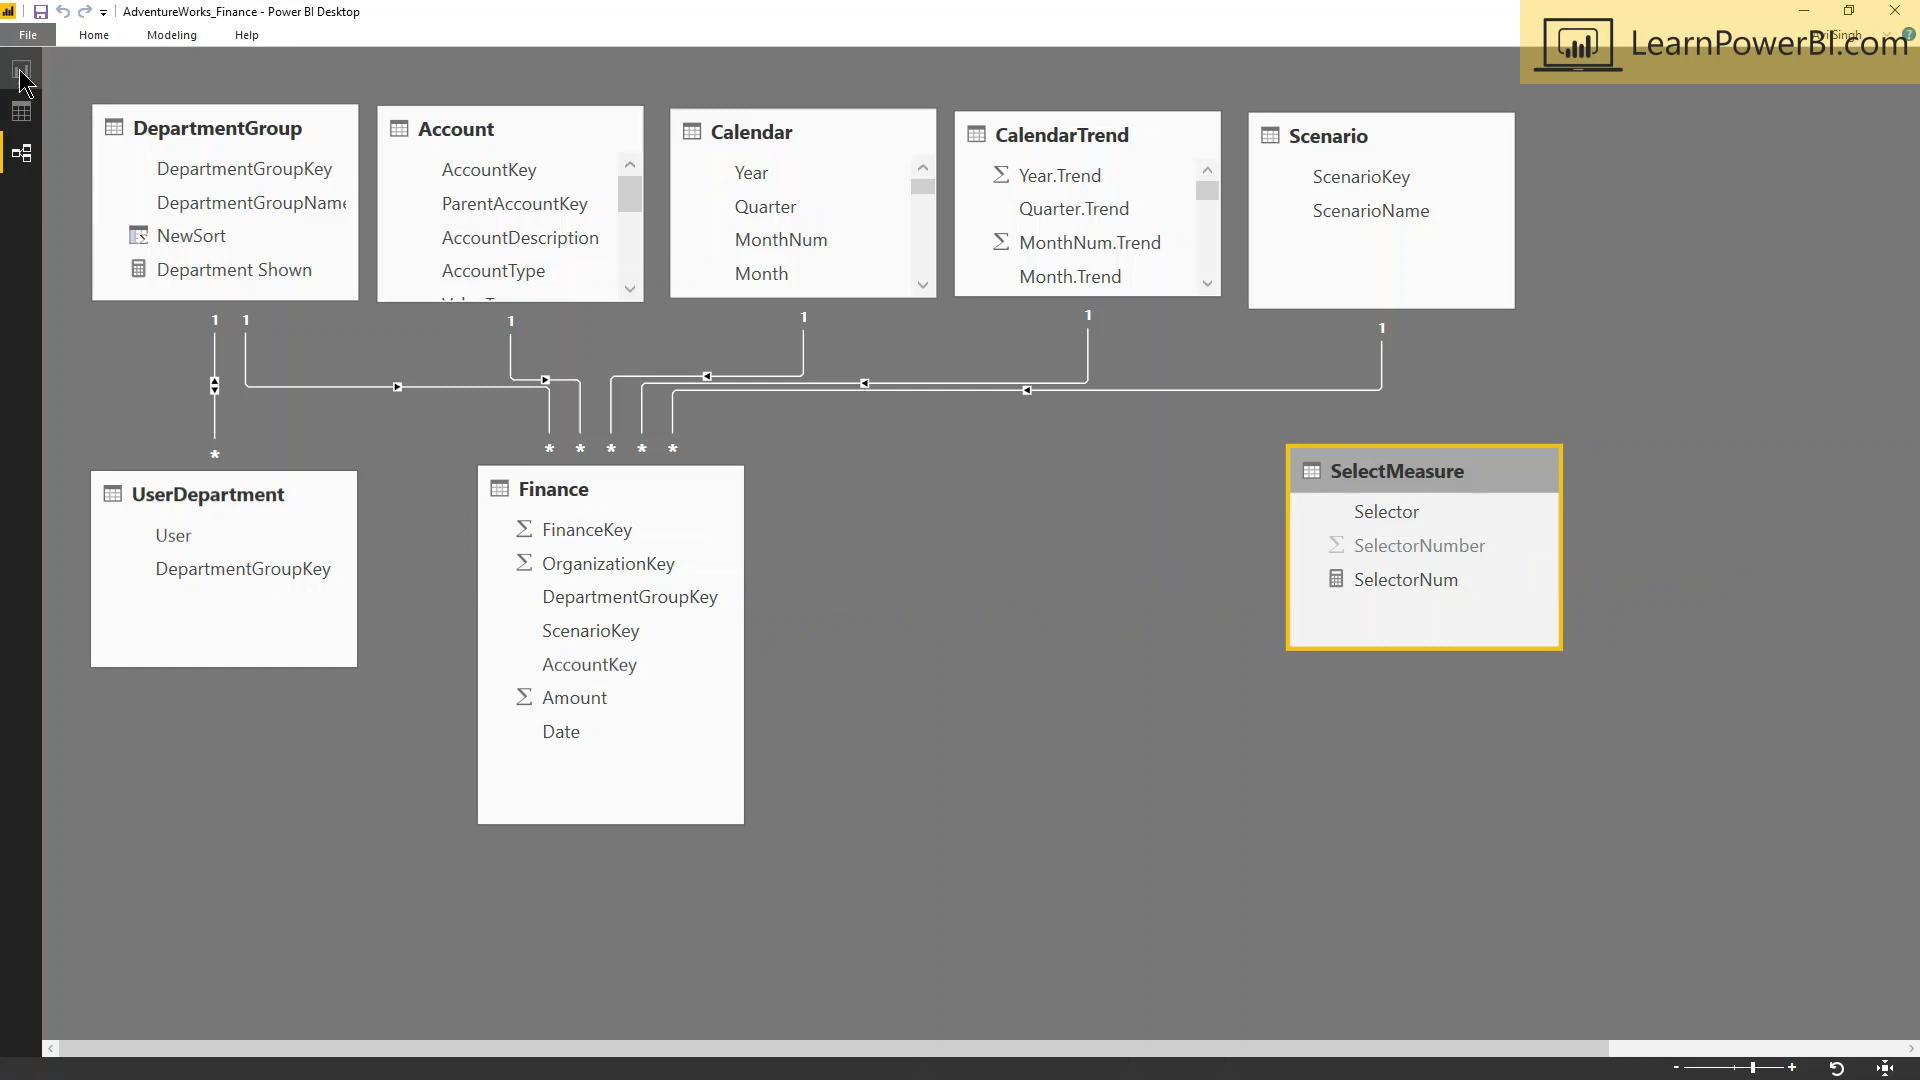 AdventureWorks_Finance - Power BI Desktop
File
Home
Modeling
Help
LearnPowerBI.com
DepartmentGroup
DepartmentGroupKey
DepartmentGroupName
NewSort
Department Shown
Account
AccountKey
ParentAccountKey
AccountDescription
AccountType
Calendar
Year
Quarter
MonthNum
Month
CalendarTrend
Year.Trend
Quarter.Trend
MonthNum.Trend
Month.Trend
Scenario
ScenarioKey
ScenarioName
1 1 1 1 1 1
* * * * * *
UserDepartment
User
DepartmentGroupKey
Finance
FinanceKey
OrganizationKey
DepartmentGroupKey
ScenarioKey
AccountKey
Amount
Date
SelectMeasure
Selector
SelectorNumber
SelectorNum